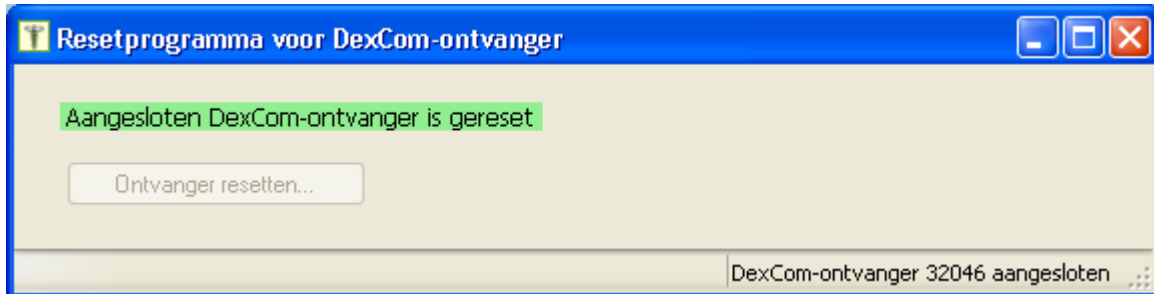 Resetprogramma voor DexCom-ontvanger
Aangesloten DexCom-ontvanger is gereset
Ontvanger resetten...
DexCom-ontvanger 32046 aangesloten